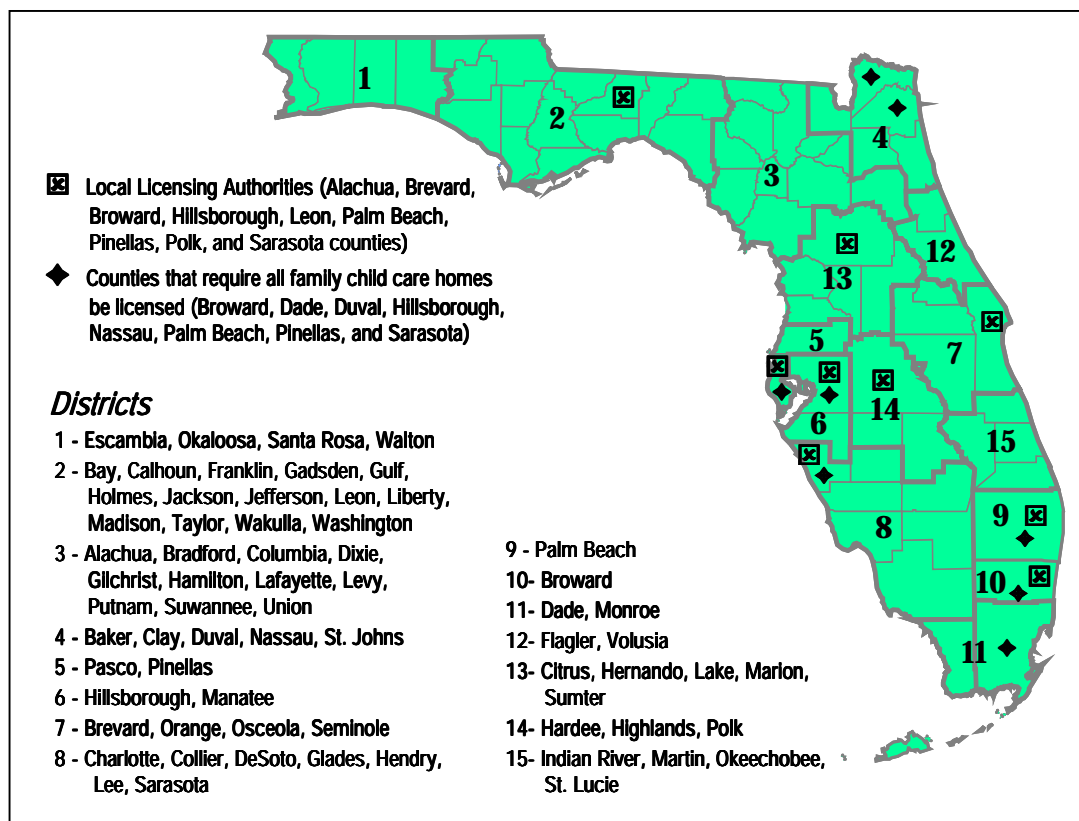 1
2
3
4
12
13
5
7
6
14
15
8
9
10
11
Local Licensing Authorities (Alachua, Brevard,
Broward, Hillsborough, Leon, Palm Beach,
Pinellas, Polk, and Sarasota counties)
Counties that require all family child care homes
be licensed (Broward, Dade, Duval, Hillsborough,
Nassau, Palm Beach, Pinellas, and Sarasota)
Districts
1 - Escambia, Okaloosa, Santa Rosa, Walton
2 - Bay, Calhoun, Franklin, Gadsden, Gulf,
Holmes, Jackson, Jefferson, Leon, Liberty,
Madison, Taylor, Wakulla, Washington
3 - Alachua, Bradford, Columbia, Dixie,
Gilchrist, Hamilton, Lafayette, Levy,
Putnam, Suwannee, Union
4 - Baker, Clay, Duval, Nassau, St. Johns
5 - Pasco, Pinellas
6 - Hillsborough, Manatee
7 - Brevard, Orange, Osceola, Seminole
8 - Charlotte, Collier, DeSoto, Glades, Hendry,
Lee, Sarasota
9 - Palm Beach
10- Broward
11- Dade, Monroe
12- Flagler, Volusia
13- Citrus, Hernando, Lake, Marion,
Sumter
14- Hardee, Highlands, Polk
15- Indian River, Martin, Okeechobee,
St. Lucie